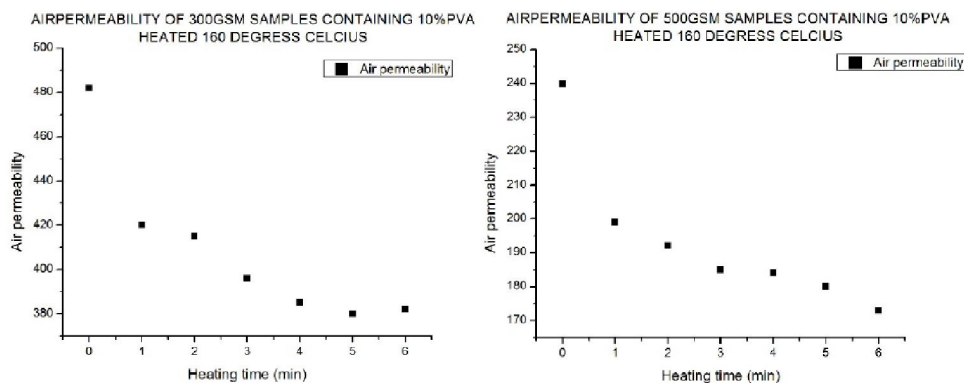 AIRPERMEABILITY OF 300GSM SAMPLES CONTAINING 10%PVA
HEATED 160 DEGRESS CELCIUS
500
480
460
440
420
400
380
Air permeability
Air permeability
0 1 2 3 4 5 6
Heating time (min)
AIRPERMEABILITY OF 500GSM SAMPLES CONTAINING 10%PVA
HEATED 160 DEGRESS CELCIUS
250
240
230
220
210
200
190
180
170
Air permeability
Air permeability
0 1 2 3 4 5 6
Heating time (min)